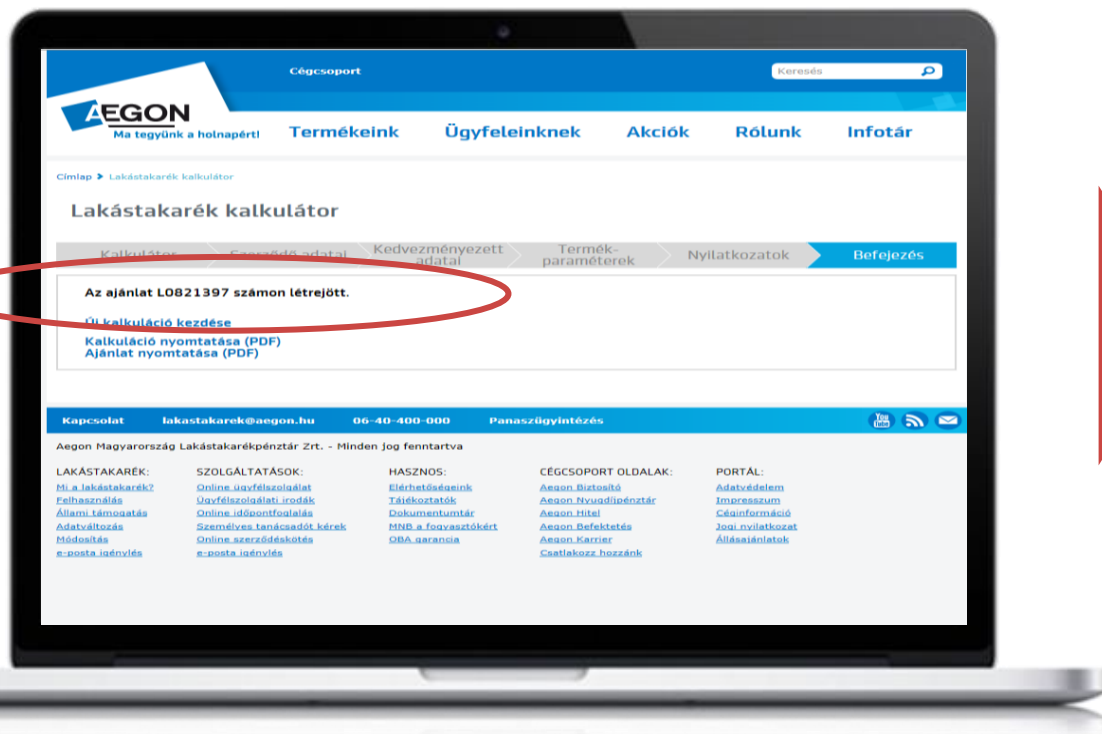 Cégcsoport
Keresés
AEGON
Ma tegyünk a holnapért!
Termékeink Ügyfeleinknek Akciók Rólunk Infotár
Címlap > Lakástakarék kalkulátor
Lakástakarék kalkulátor
Kalkulátor Szerződő adatai Kedvezményezett adatai Termék-paraméterek Nyilatkozatok Befejezés
Az ajánlat L0821397 számon létrejött.
Új kalkuláció kezdése
Kalkuláció nyomtatása (PDF)
Ajánlat nyomtatása (PDF)
Kapcsolat lakastakarek@aegon.hu 06-40-400-000 Panaszügyintézés You Tube
Aegon Magyarország Lakástakarékpénztár Zrt. - Minden jog fenntartva
LAKÁSTAKARÉK: SZOLGÁLTATÁSOK: HASZNOS: CÉGCSOPORT OLDALAK: PORTÁL:
Mi a lakástakarék? Online ügyfélszolgálat Elérhetőségeink Aegon Biztosító Adatvédelem
Felhasználás Ügyfélszolgálati irodák Tájékoztatók Aegon Nyugdíjpénztár Impresszum
Állami támogatás Online időpontfoglalás Dokumentumtár Aegon Hitel Céginformáció
Adatváltozás Személyes tanácsadót kérek MNB a fogyasztókért Aegon Befektetés Jogi nyilatkozat
Módosítás Online szerződéskötés OBA garancia Aegon Karrier Állásajánlatok
e-posta igénylés e-posta igénylés Csatlakozz hozzánk